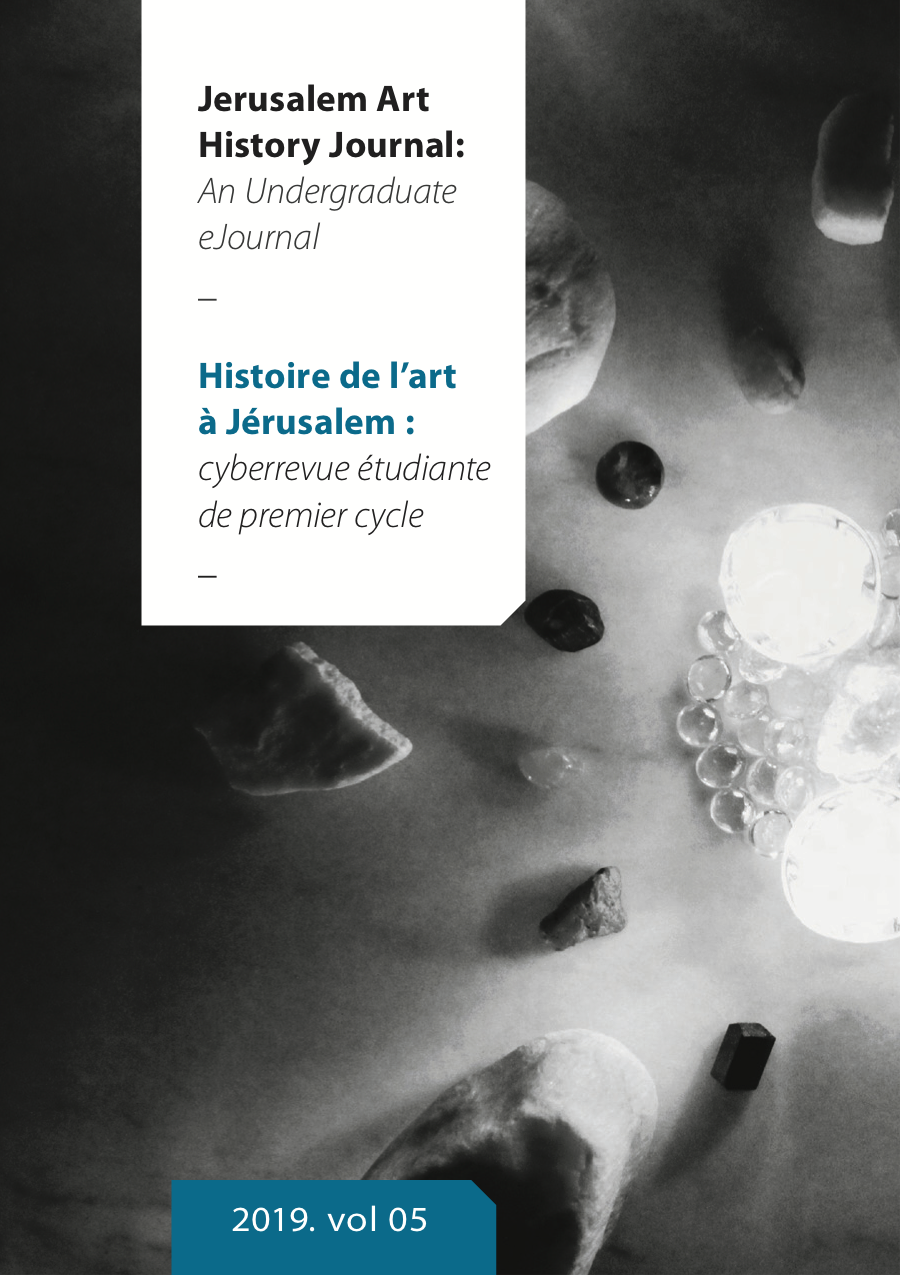 Jerusalem Art
History Journal:
An Undergraduate
eJournal
–
Histoire de l’art
à Jérusalem :
cyberrevue étudiante
de premier cycle
–
2019. vol 05